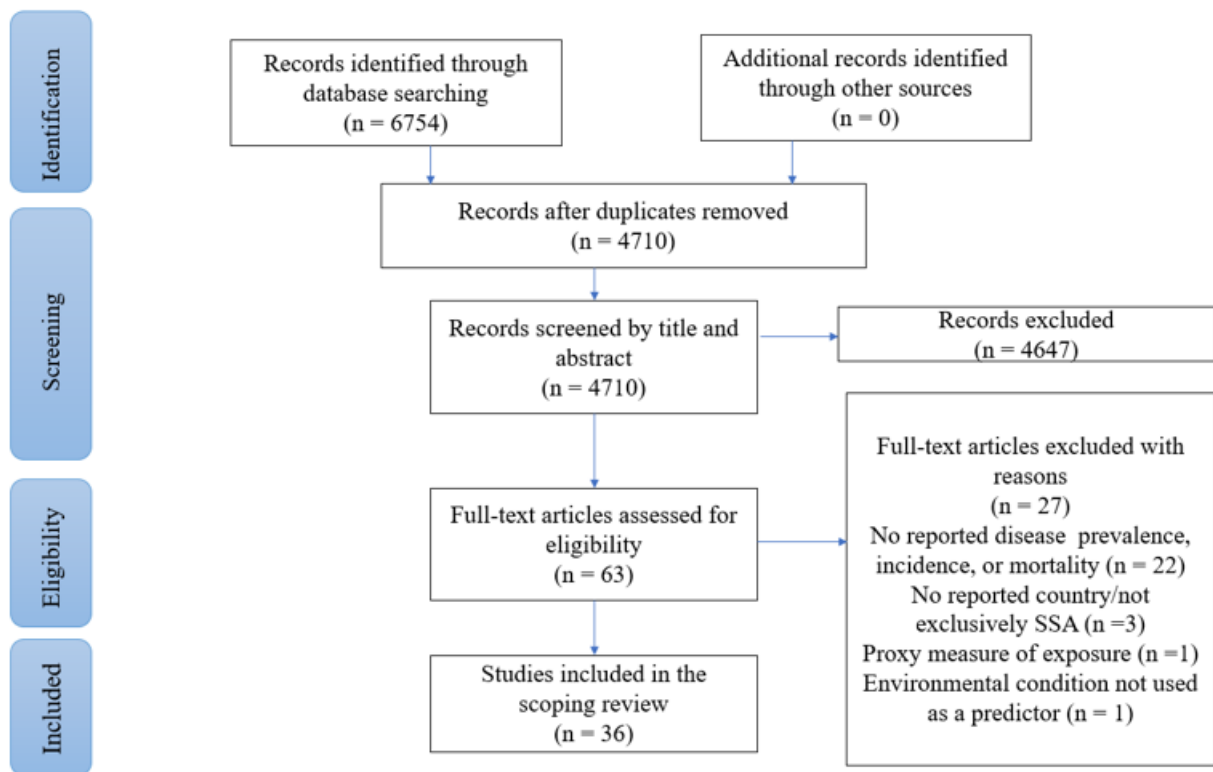 Identification
Records identified through
database searching
(n = 6754)
Additional records identified
through other sources
(n = 0)
Records after duplicates removed
(n = 4710)
Screening
Records screened by title and
abstract
(n = 4710)
Records excluded
(n = 4647)
Eligibility
Full-text articles assessed for
eligibility
(n = 63)
Full-text articles excluded with
reasons
(n = 27)
No reported disease prevalence,
incidence, or mortality (n = 22)
No reported country/not
exclusively SSA (n =3)
Proxy measure of exposure (n =1)
Environmental condition not used
as a predictor (n = 1)
Included
Studies included in the
scoping review
(n = 36)